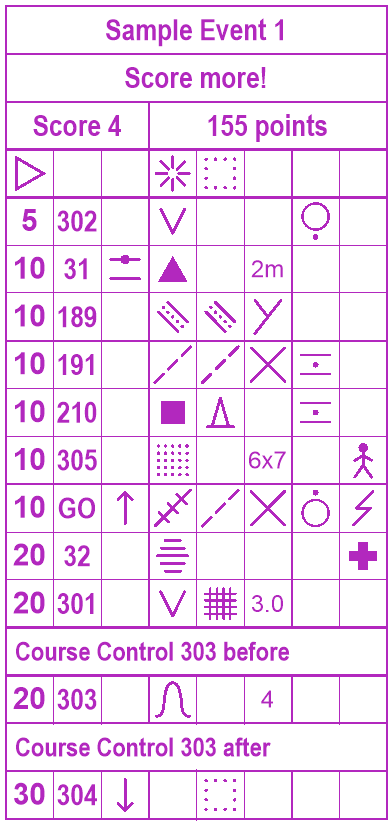 Sample Event 1
Score more!
Score 4 155 points
5 302
10 31 2m
10 189
10 191
10 210
10 305 6x7
10 GO
20 32
20 301 3.0
Course Control 303 before
20 303 4
Course Control 303 after
30 304